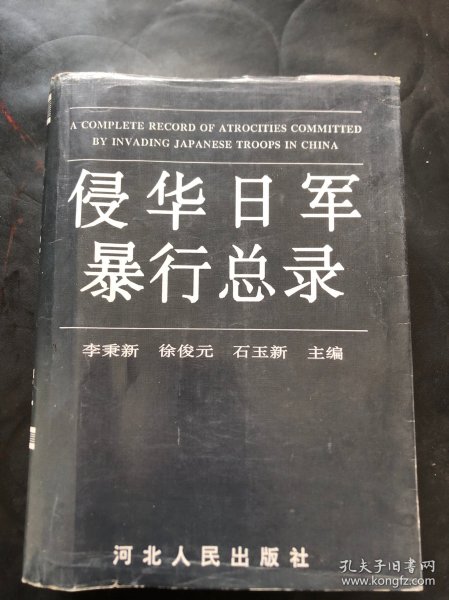 A COMPLETE RECORD OF ATROCITIES COMMITTED
BY INVADING JAPANESE TROOPS IN CHINA
侵华日军
暴行总录
李秉新 徐俊元 石玉新 主编
河北人民出版社
孔夫子旧书网
www.kongfz.com